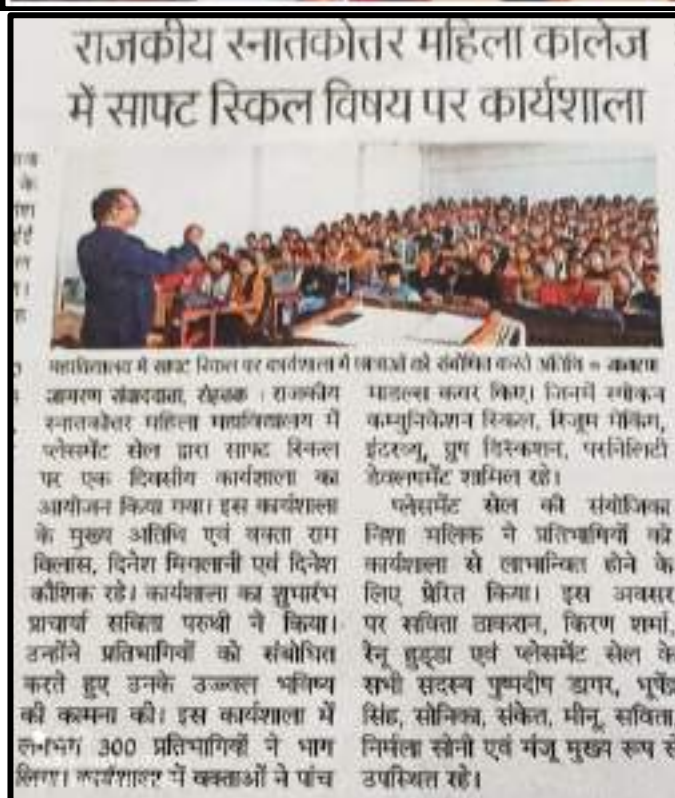 राजकीय स्नातकोत्तर महिला कालेज
में साफ्ट स्किल विषय पर कार्यशाला
महाविद्यालय में साफ्ट स्किल पर कार्यशाला में छात्राओं को संबोधित करते अतिथि
जागरण संवाददाता, रोहतक : राजकीय
स्नातकोत्तर महिला महाविद्यालय में
प्लेसमेंट सेल द्वारा साफ्ट स्किल
पर एक दिवसीय कार्यशाला का
आयोजन किया गया। इस कार्यशाला
के मुख्य अतिथि एवं वक्ता राम
विलास, दिनेश मिगलानी एवं दिनेश
कौशिक रहे। कार्यशाला का शुभारंभ
प्राचार्या सविता परुथी ने किया।
उन्होंने प्रतिभागियों को संबोधित
करते हुए उनके उज्ज्वल भविष्य
की कामना की। इस कार्यशाला में
लगभग 300 प्रतिभागियों ने भाग
लिया। कार्यशाला में वक्ताओं ने पांच
माडल्स कवर किए। जिनमें स्पोकन
कम्युनिकेशन स्किल, रिजूम मेकिंग,
इंटरव्यू, ग्रुप डिस्कशन, परनिलिटी
डेवलपमेंट शामिल रहे।
प्लेसमेंट सेल की संयोजिका
निशा मलिक ने प्रतिभागियों को
कार्यशाला से लाभान्वित होने के
लिए प्रेरित किया। इस अवसर
पर सविता ठाकरान, किरण शर्मा,
रेनू हुड्डा एवं प्लेसमेंट सेल के
सभी सदस्य पुष्पदीप डागर, भूपेंद्र
सिंह, सोनिका, संकेत, मीनू, सविता
निर्मला सोनी एवं मंजू मुख्य रूप से
उपस्थित रहे।